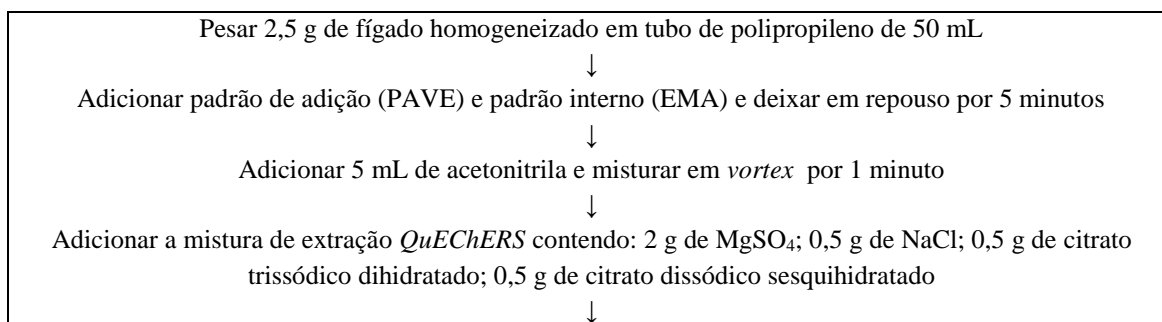 Pesar 2,5 g de fígado homogeneizado em tubo de polipropileno de 50 mL
↓
Adicionar padrão de adição (PAVE) e padrão interno (EMA) e deixar em repouso por 5 minutos
↓
Adicionar 5 mL de acetonitrila e misturar em vortex por 1 minuto
↓
Adicionar a mistura de extração QuEChERS contendo: 2 g de MgSO₄; 0,5 g de NaCl; 0,5 g de citrato
trissódico dihidratado; 0,5 g de citrato dissódico sesquihidratado
↓